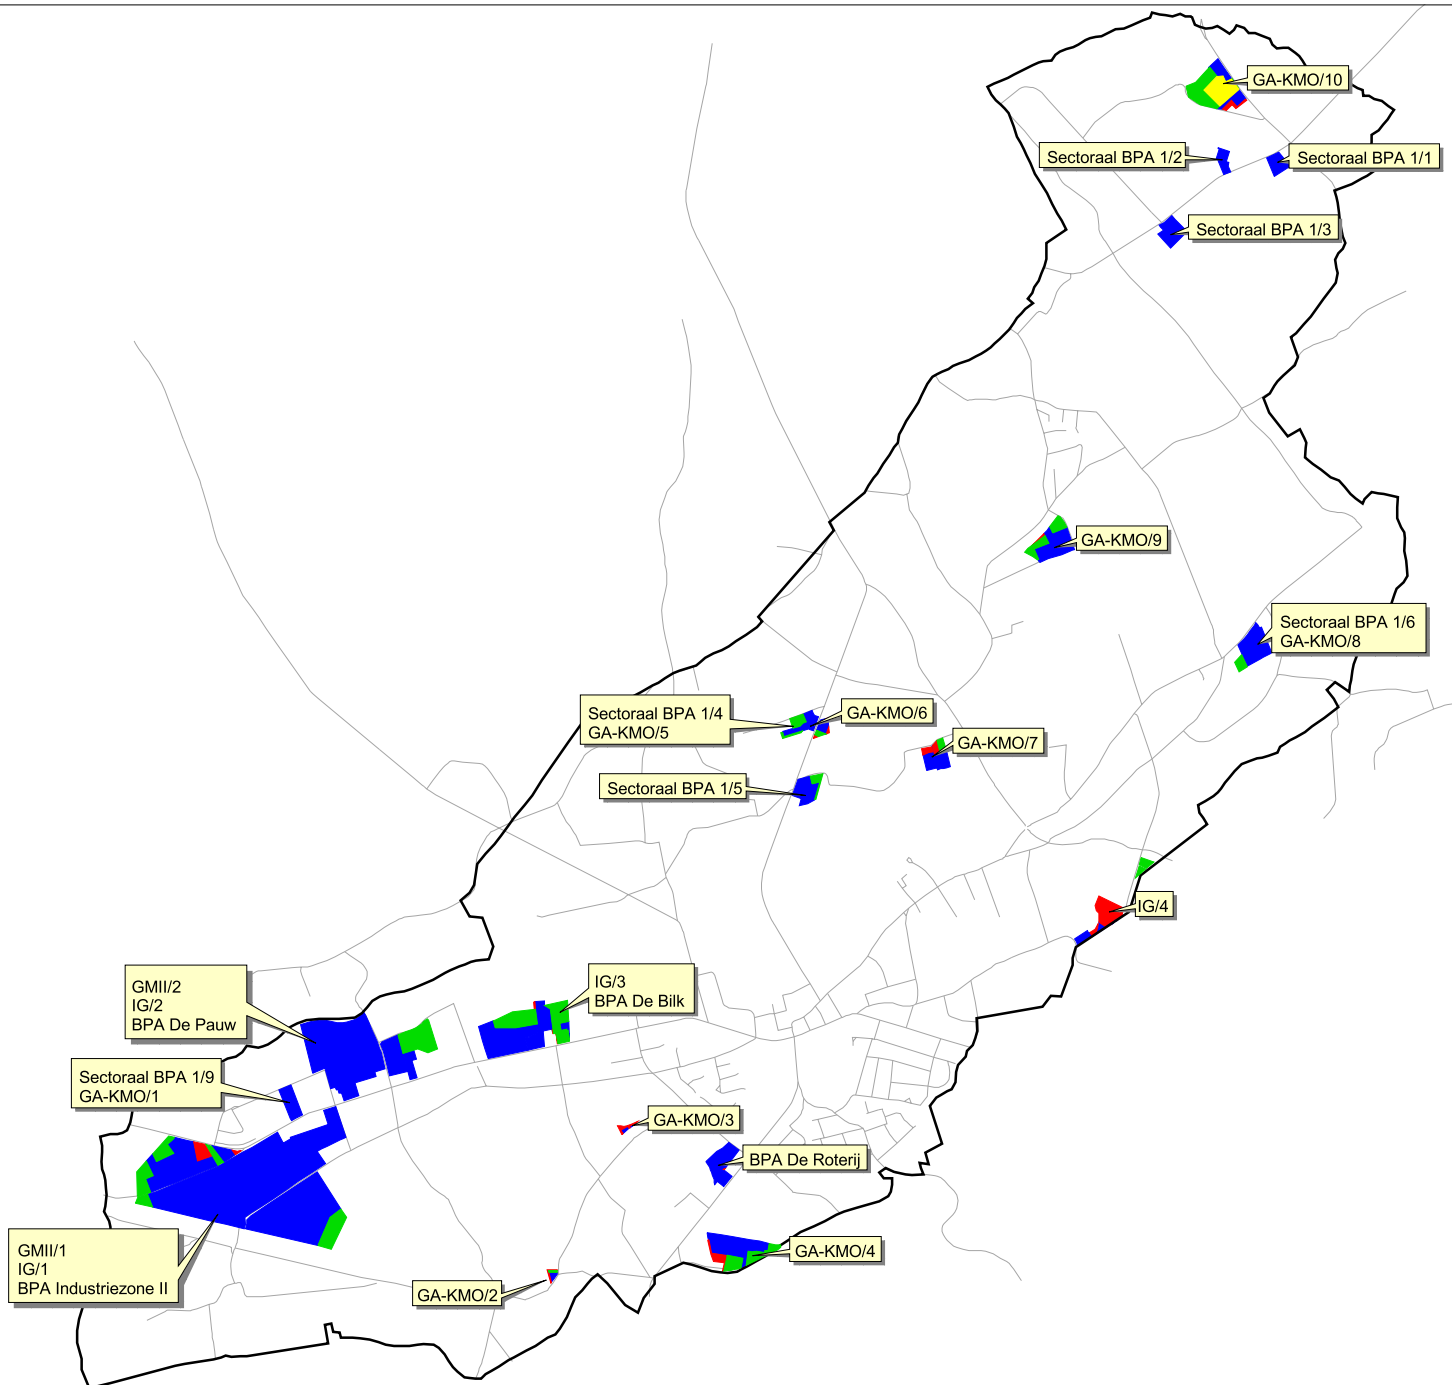 GA-KMO/10
Sectoraal BPA 1/2
Sectoraal BPA 1/1
Sectoraal BPA 1/3
GA-KMO/9
Sectoraal BPA 1/6
GA-KMO/8
Sectoraal BPA 1/4
GA-KMO/5
GA-KMO/6
GA-KMO/7
Sectoraal BPA 1/5
IG/4
GMII/2
IG/2
BPA De Pauw
IG/3
BPA De Bilk
Sectoraal BPA 1/9
GA-KMO/1
GA-KMO/3
BPA De Roterij
GMII/1
IG/1
BPA Industriezone II
GA-KMO/4
GA-KMO/2